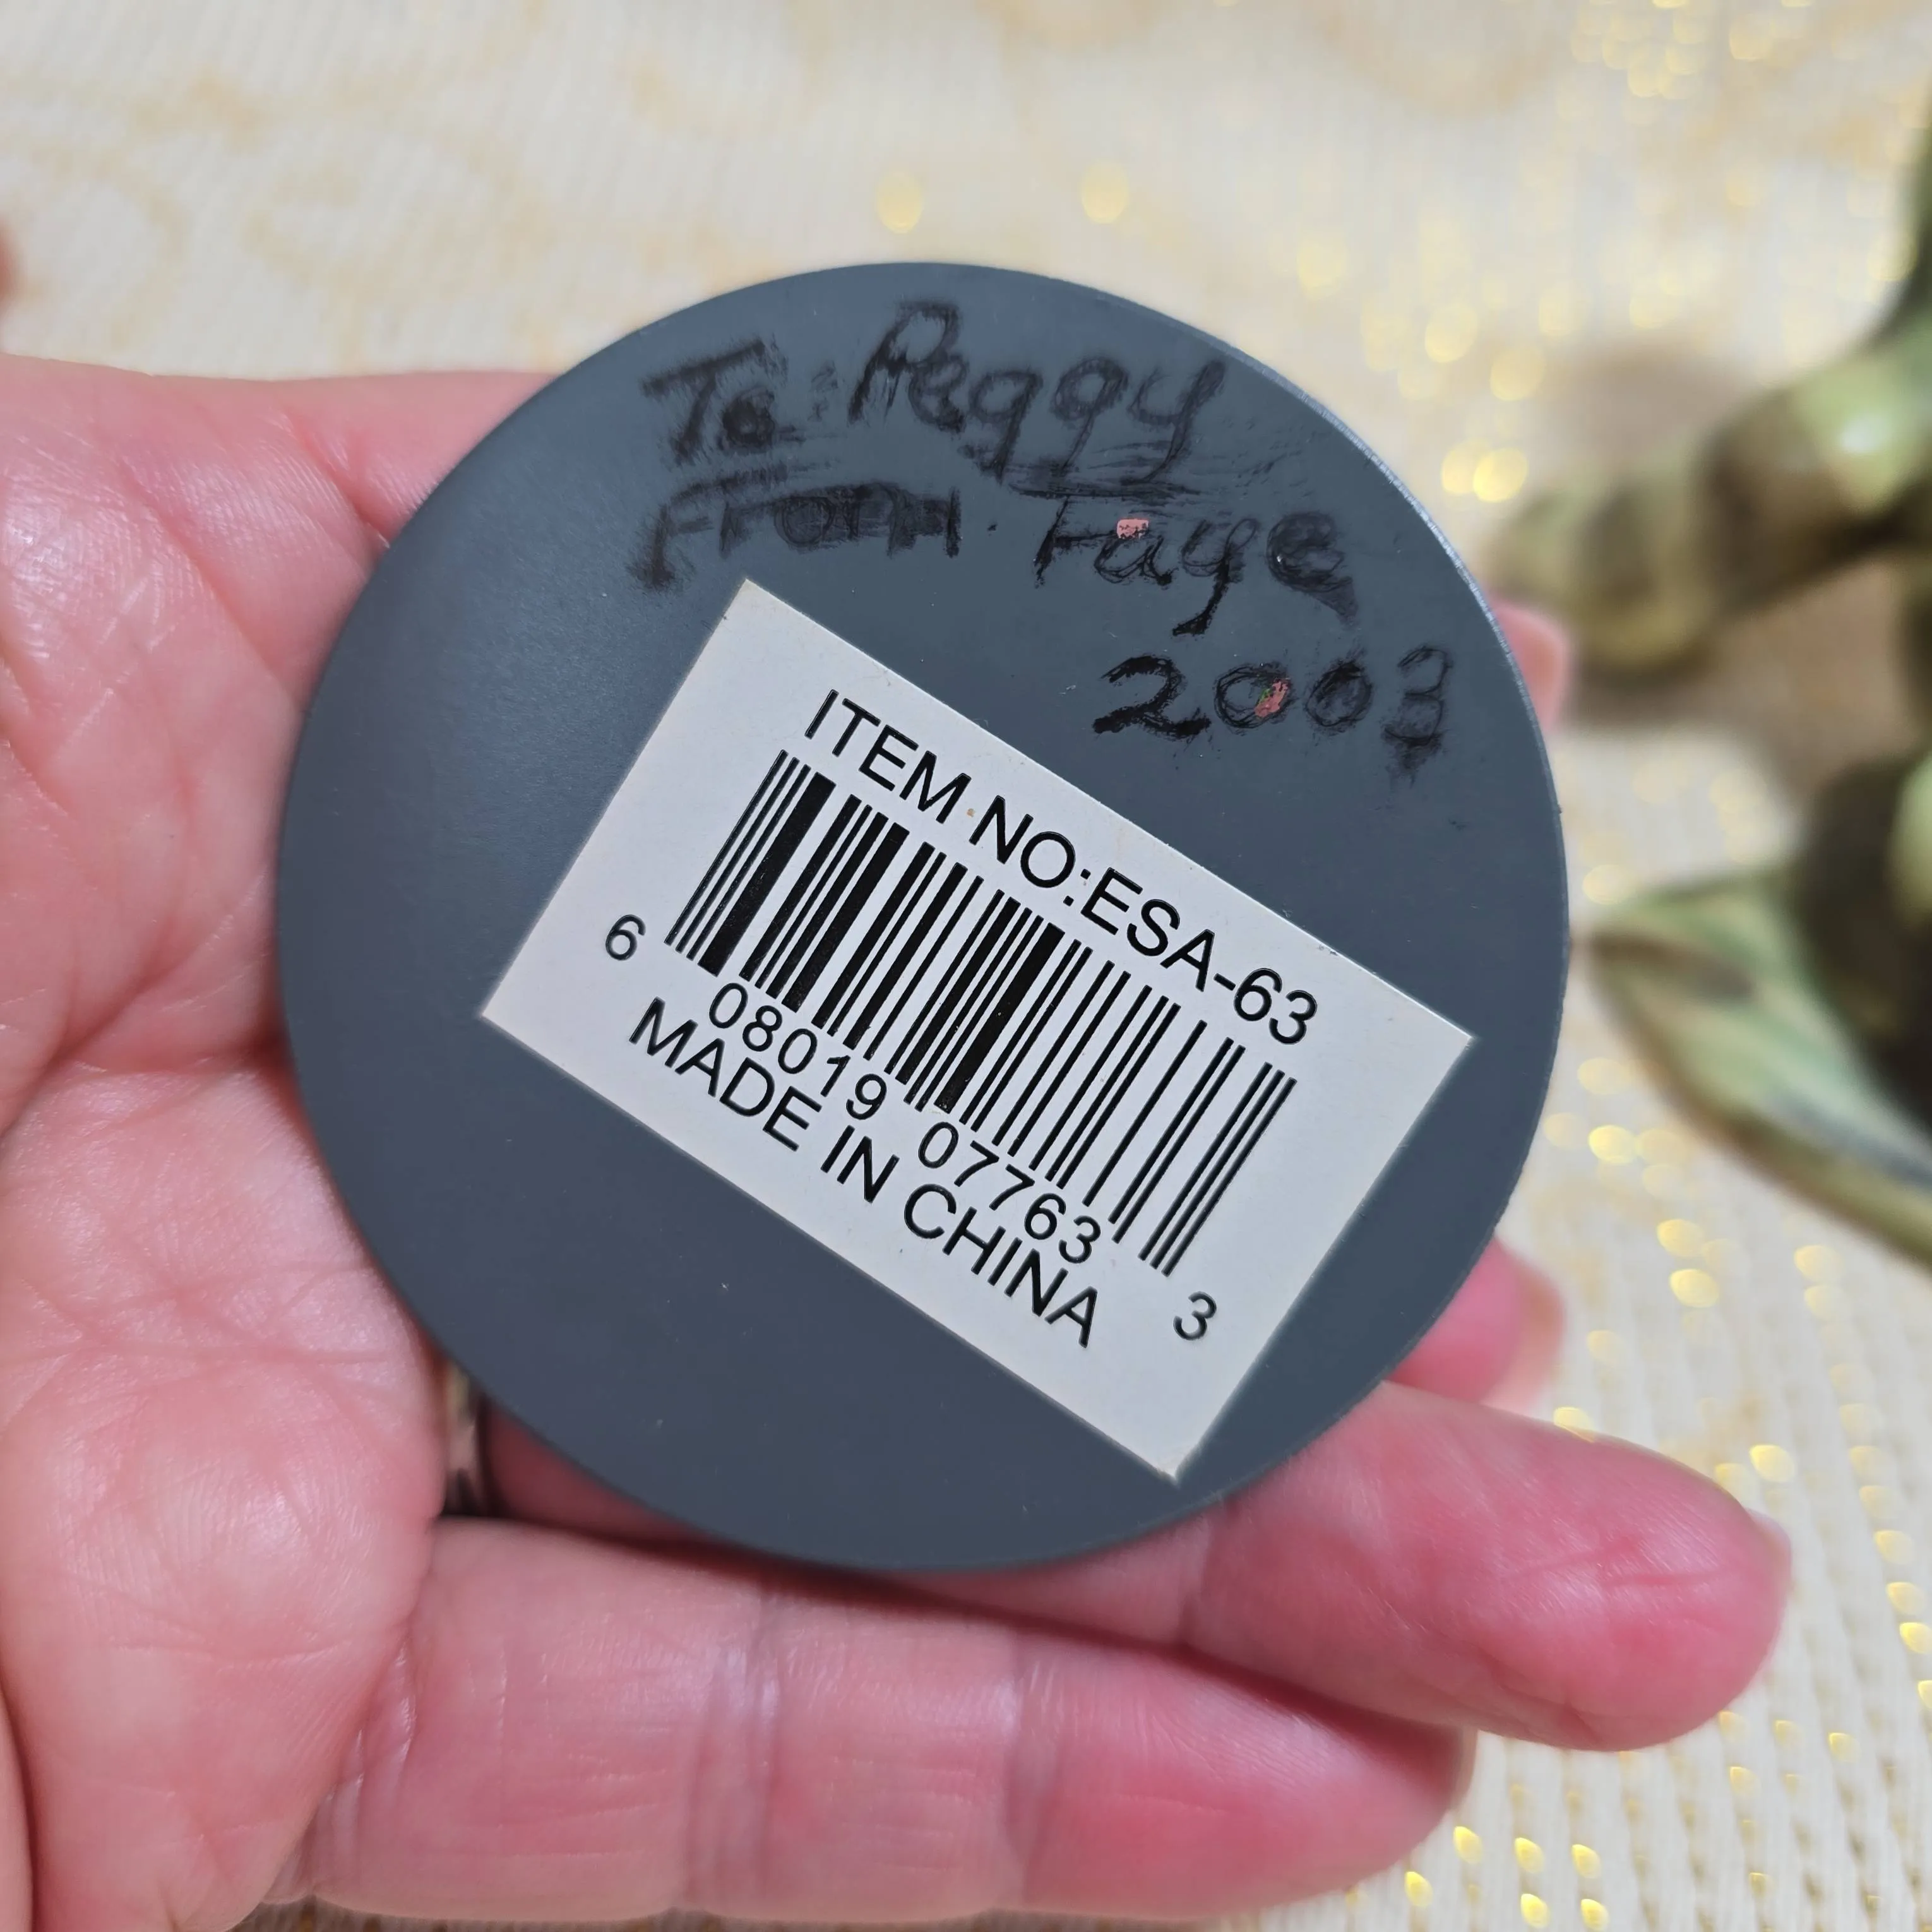 To: Peggy
From Faye
2003
ITEM NO:ESA-63
6 08019 07763 3
MADE IN CHINA